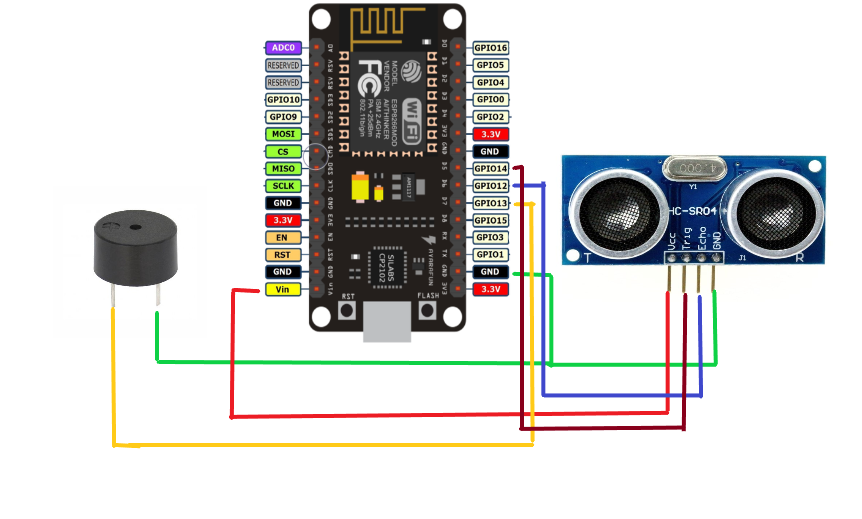 ADC0
RESERVED
RESERVED
GPIO10
GPIO9
MOSI
CS
MISO
SCLK
GND
3.3V
EN
RST
GND
Vin
A0
RSV
RSV
SD3
SD2
SD1
CMD
SD0
CLK
GND
3V3
EN
RST
GND
Vin
MODEL
VENDOR
ESP8266MOD
AI/THINKER
ISM 2.4GHz
PA +25dBm
802.11b/g/n
FC
WiFi
AM1117
SILABS
CP2102
AYARAFUN
RST
FLASH
D0
D1
D2
D3
D4
3V3
GND
D5
D6
D7
D8
RX
TX
GND
3V3
GPIO16
GPIO5
GPIO4
GPIO0
GPIO2
3.3V
GND
GPIO14
GPIO12
GPIO13
GPIO15
GPIO3
GPIO1
GND
3.3V
Y1
HC-SR04
Vcc
Trig
Echo
GND
T
J1
R